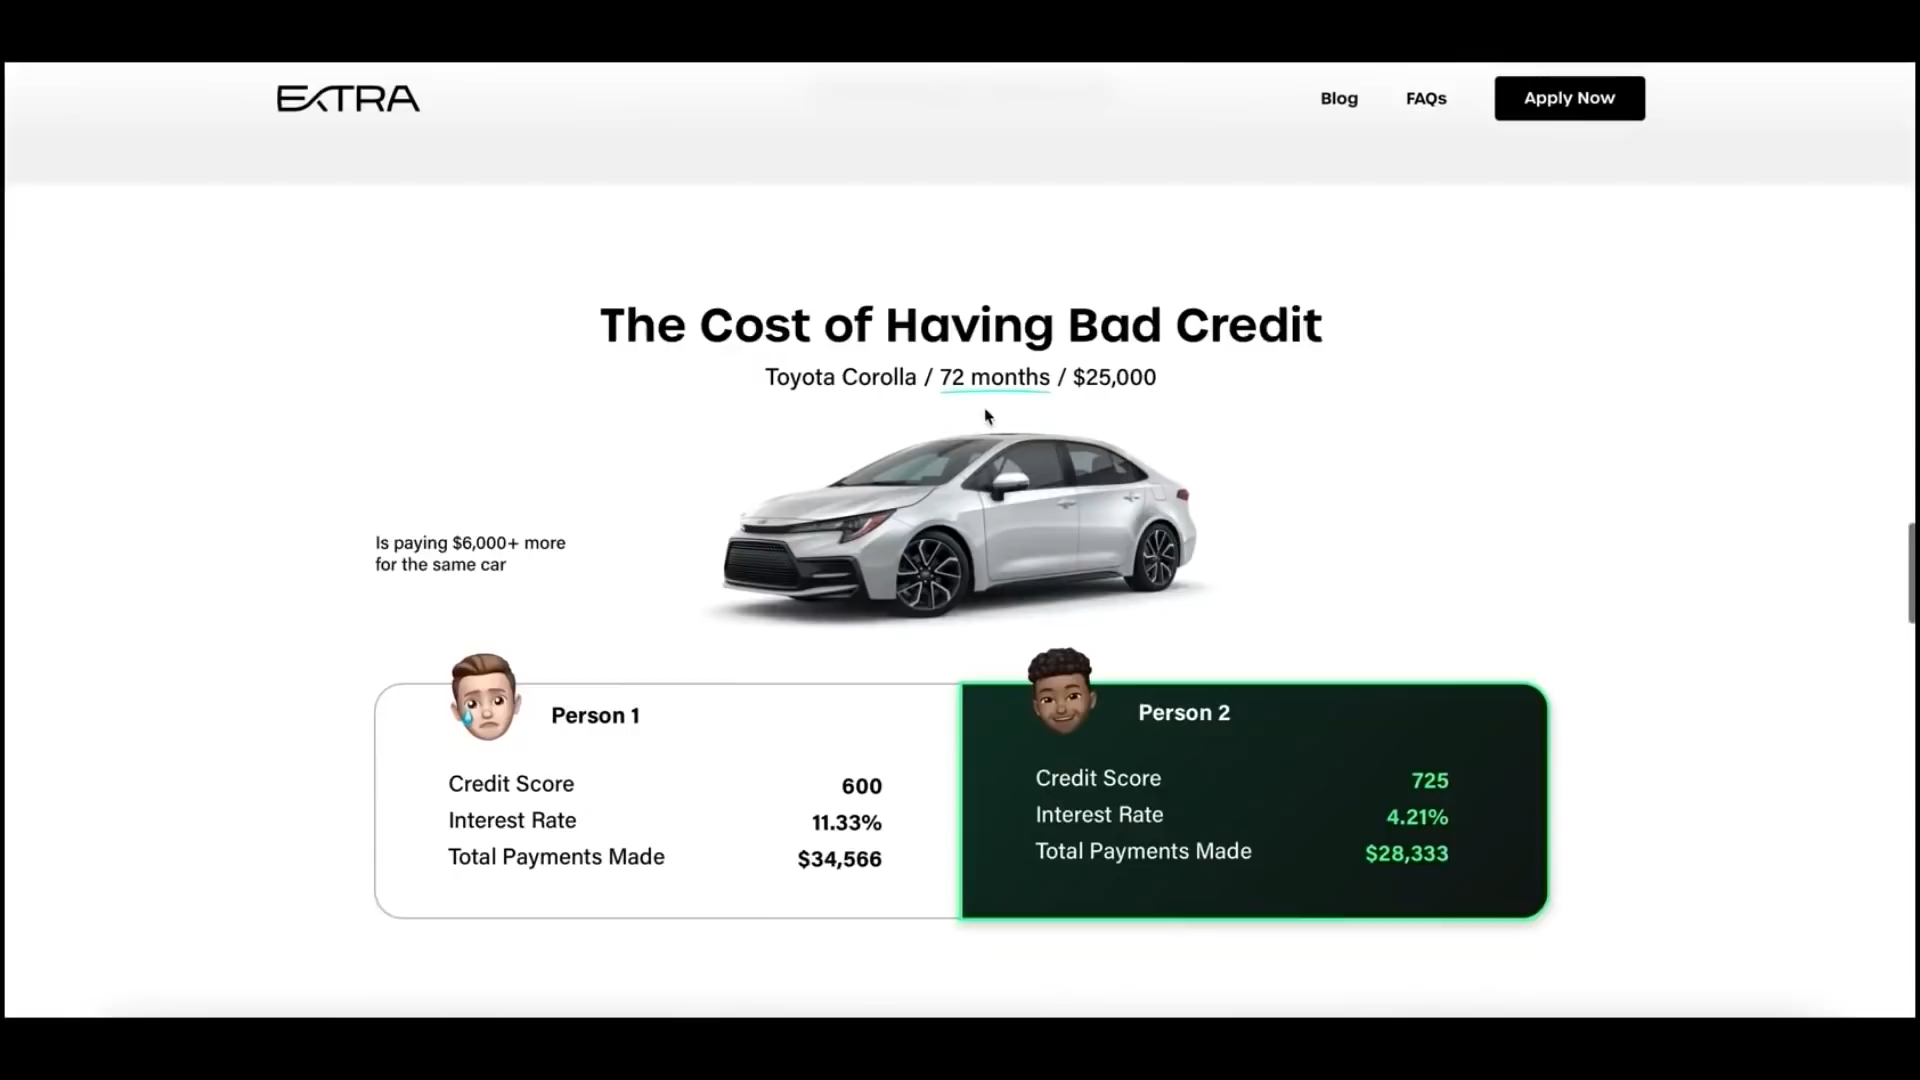 EXTRA
Blog
FAQs
Apply Now
The Cost of Having Bad Credit
Toyota Corolla / 72 months / $25,000
Is paying $6,000+ more
for the same car
Person 1
Credit Score 600
Interest Rate 11.33%
Total Payments Made $34,566
Person 2
Credit Score 725
Interest Rate 4.21%
Total Payments Made $28,333